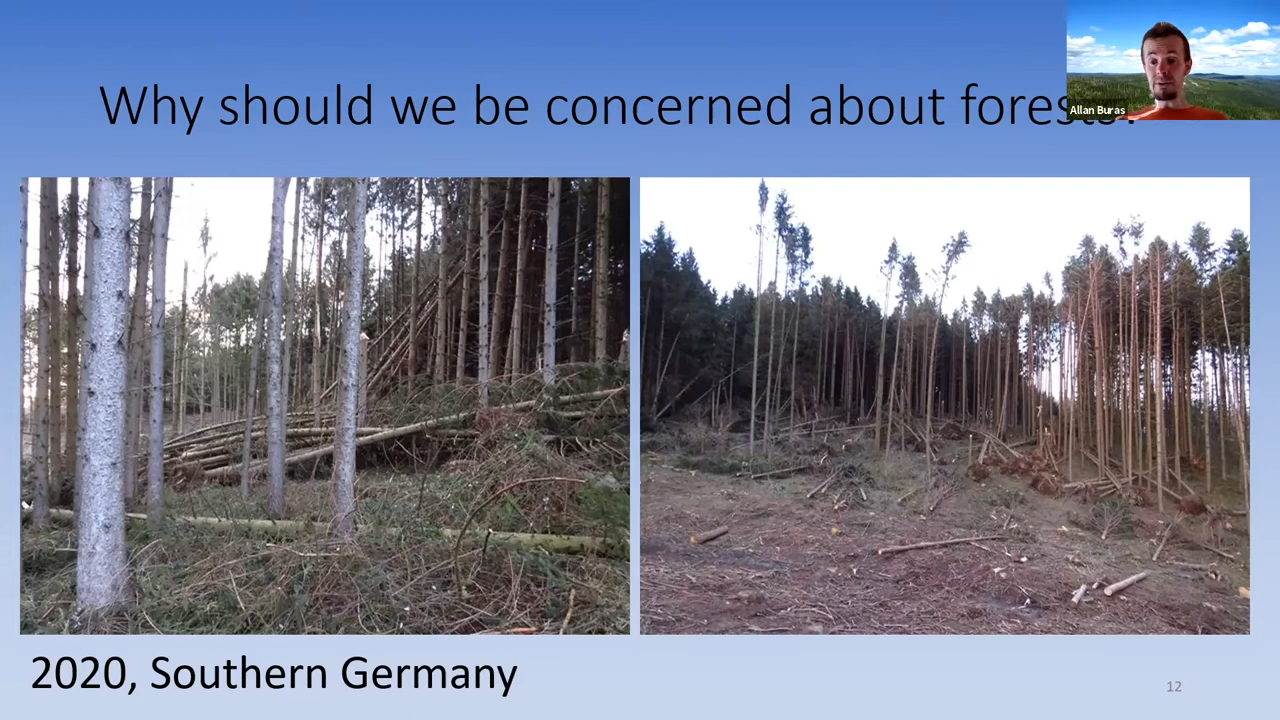 Why should we be concerned about forests?
Allan Buras
2020, Southern Germany
12